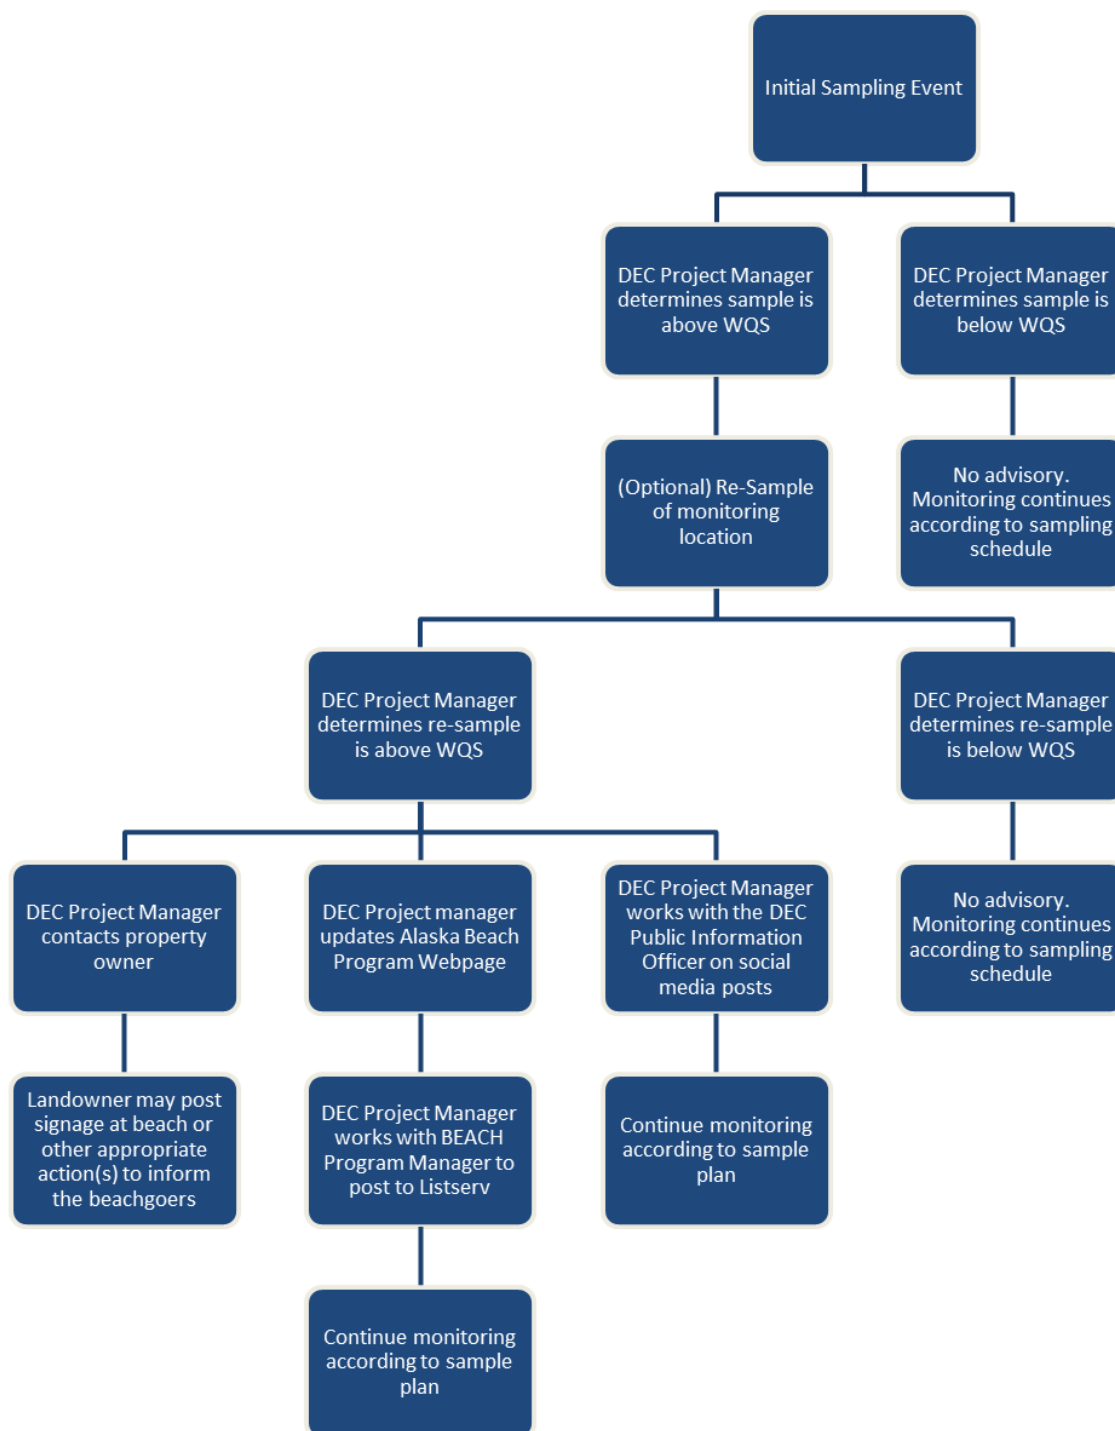 Initial Sampling Event
DEC Project Manager
determines sample is
above WQS
DEC Project Manager
determines sample is
below WQS
(Optional) Re-Sample
of monitoring
location
No advisory.
Monitoring continues
according to sampling
schedule
DEC Project Manager
determines re-sample
is above WQS
DEC Project Manager
determines re-sample
is below WQS
DEC Project Manager
contacts property
owner
DEC Project manager
updates Alaska Beach
Program Webpage
DEC Project Manager
works with the DEC
Public Information
Officer on social
media posts
No advisory.
Monitoring continues
according to sampling
schedule
Landowner may post
signage at beach or
other appropriate
action(s) to inform
the beachgoers
DEC Project Manager
works with BEACH
Program Manager to
post to Listserv
Continue monitoring
according to sample
plan
Continue monitoring
according to sample
plan